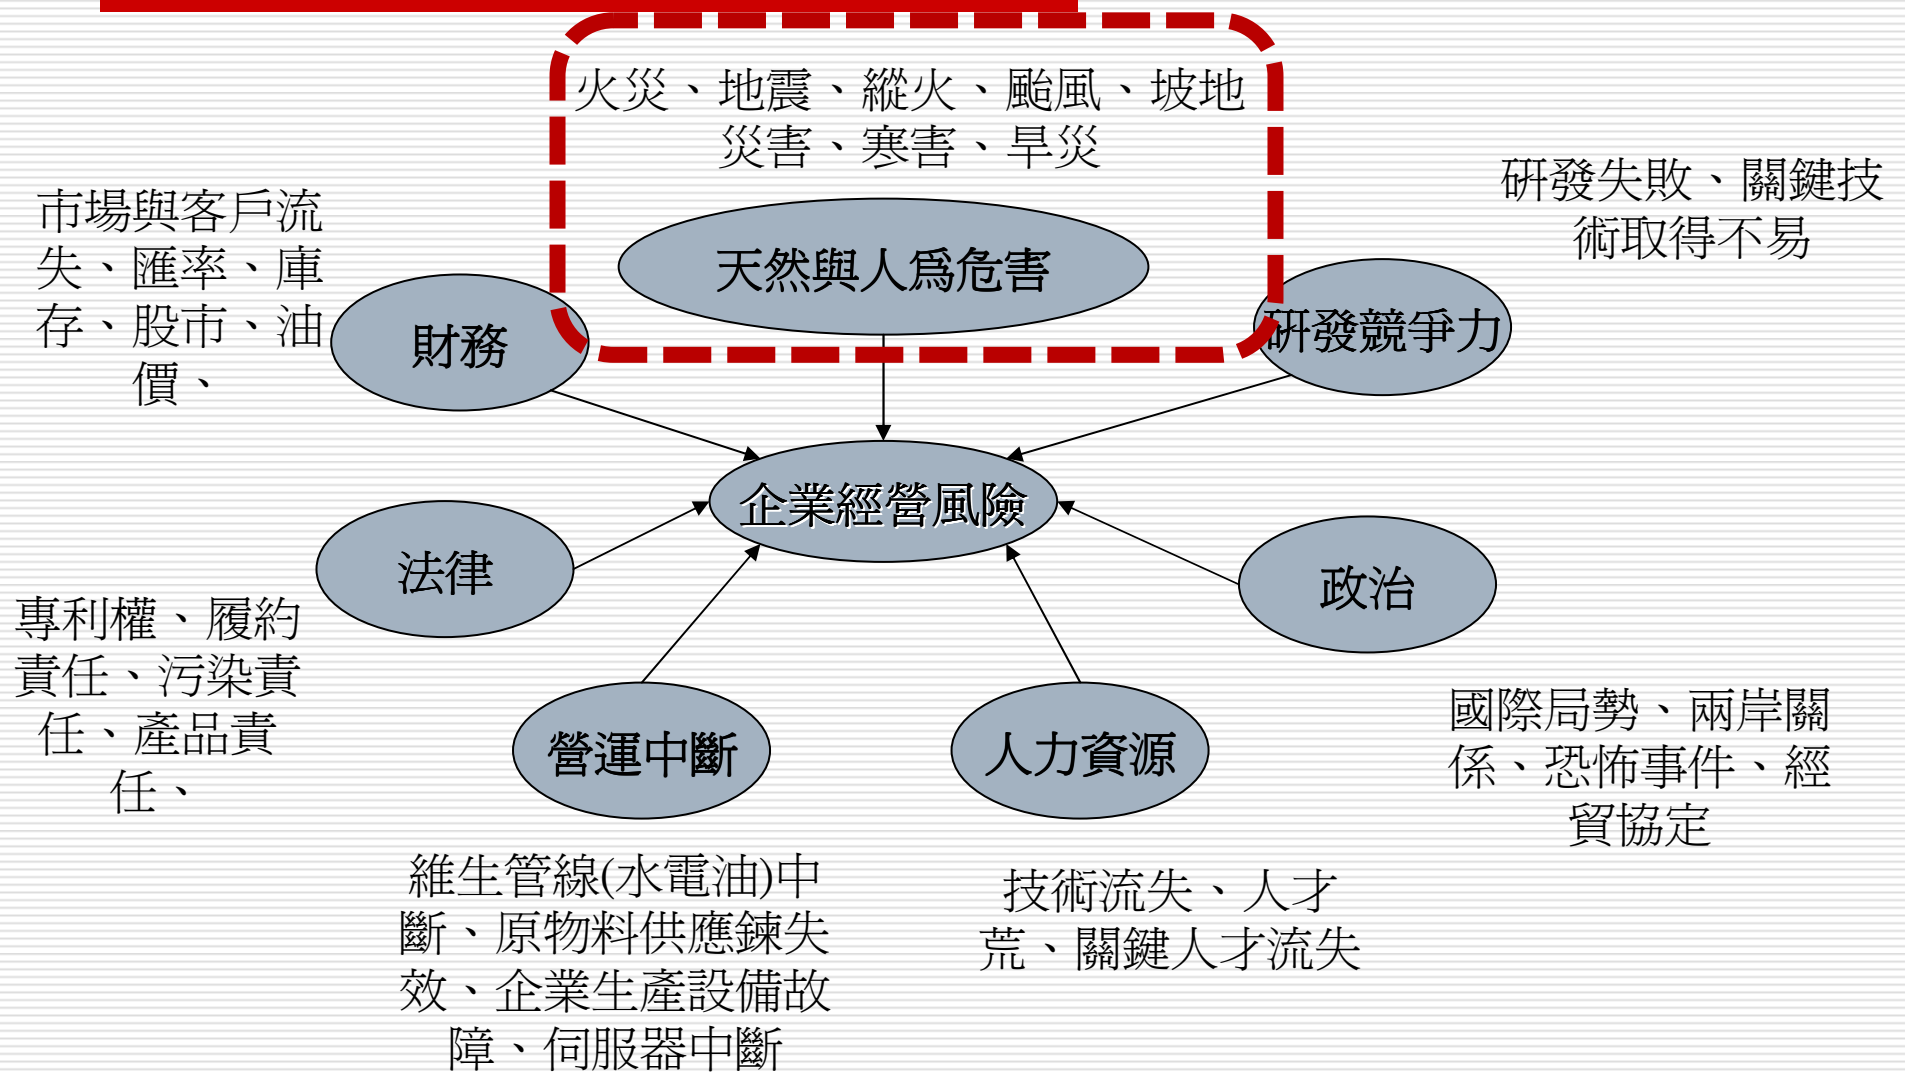 火災、地震、縱火、颱風、坡地
災害、寒害、旱災
天然與人為危害
市場與客戶流
失、匯率、庫
存、股市、油
價、
財務
研發失敗、關鍵技
術取得不易
研發競爭力
企業經營風險
法律
專利權、履約
責任、污染責
任、產品責
任、
政治
國際局勢、兩岸關
係、恐怖事件、經
貿協定
營運中斷
維生管線(水電油)中
斷、原物料供應鍊失
效、企業生產設備故
障、伺服器中斷
人力資源
技術流失、人才
荒、關鍵人才流失